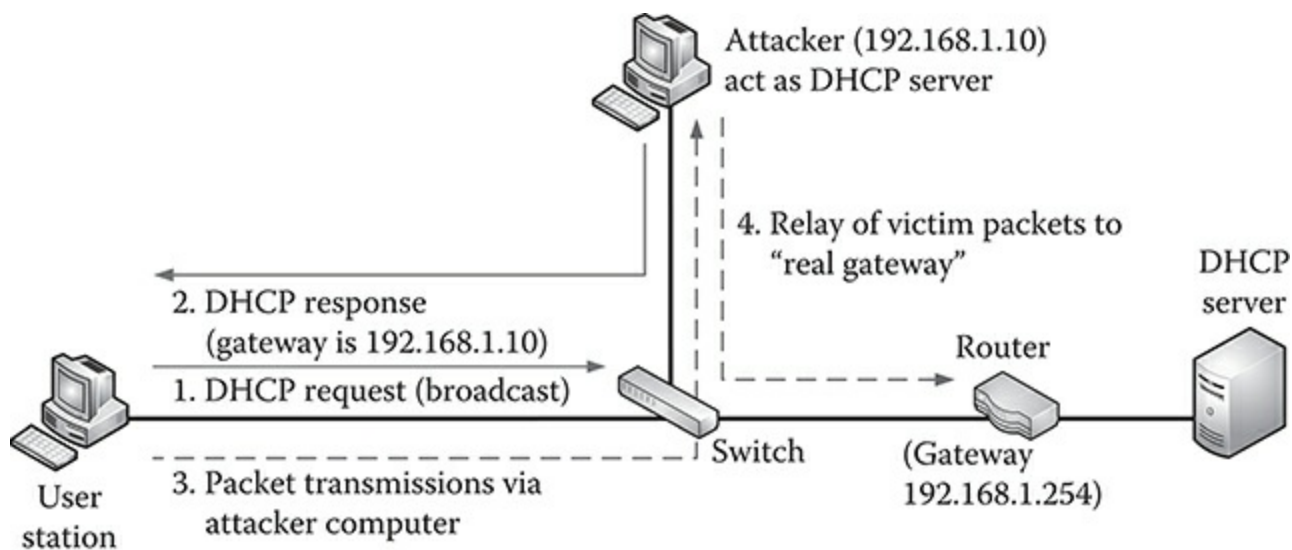 Attacker (192.168.1.10)
act as DHCP server
4. Relay of victim packets to
“real gateway”
DHCP
server
2. DHCP response
(gateway is 192.168.1.10)
Router
1. DHCP request (broadcast)
Switch
(Gateway
192.168.1.254)
3. Packet transmissions via
attacker computer
User
station